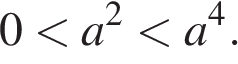 0 < a² < a⁴.